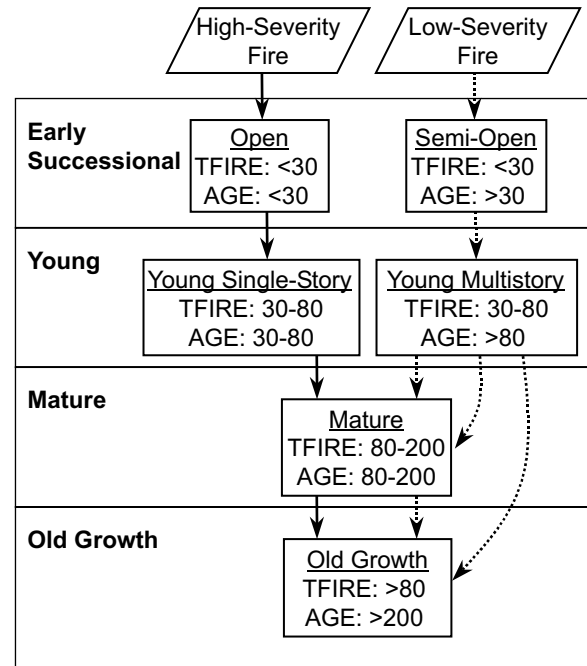 High-Severity
Fire
Low-Severity
Fire
Early
Successional
Open
TFIRE: <30
AGE: <30
Semi-Open
TFIRE: <30
AGE: >30
Young
Young Single-Story
TFIRE: 30-80
AGE: 30-80
Young Multistory
TFIRE: 30-80
AGE: >80
Mature
Mature
TFIRE: 80-200
AGE: 80-200
Old Growth
Old Growth
TFIRE: >80
AGE: >200